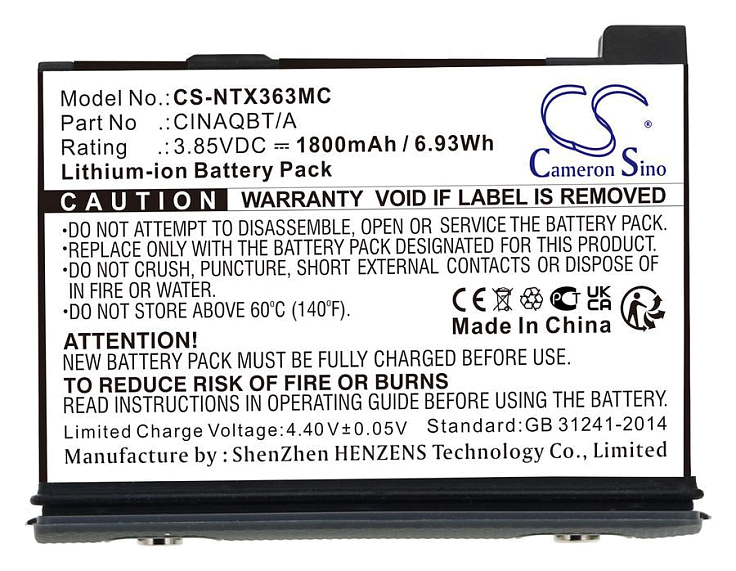 Model No.: CS-NTX363MC
Part No : CINAQBT/A
Rating : 3.85VDC ⎓ 1800mAh / 6.93Wh
Lithium-ion Battery Pack
CS
Cameron Sino
CAUTION WARRANTY VOID IF LABEL IS REMOVED
•DO NOT ATTEMPT TO DISASSEMBLE, OPEN OR SERVICE THE BATTERY PACK.
•REPLACE ONLY WITH THE BATTERY PACK DESIGNATED FOR THIS PRODUCT.
•DO NOT CRUSH, PUNCTURE, SHORT EXTERNAL CONTACTS OR DISPOSE OF
IN FIRE OR WATER.
•DO NOT STORE ABOVE 60°C (140°F).
CE PCT UK CA
Made In China
ATTENTION!
NEW BATTERY PACK MUST BE FULLY CHARGED BEFORE USE.
TO REDUCE RISK OF FIRE OR BURNS
READ INSTRUCTIONS IN OPERATING GUIDE BEFORE USING THE BATTERY.
Limited Charge Voltage:4.40V±0.05V Standard:GB 31241-2014
Manufacture by : ShenZhen HENZENS Technology Co., Limited